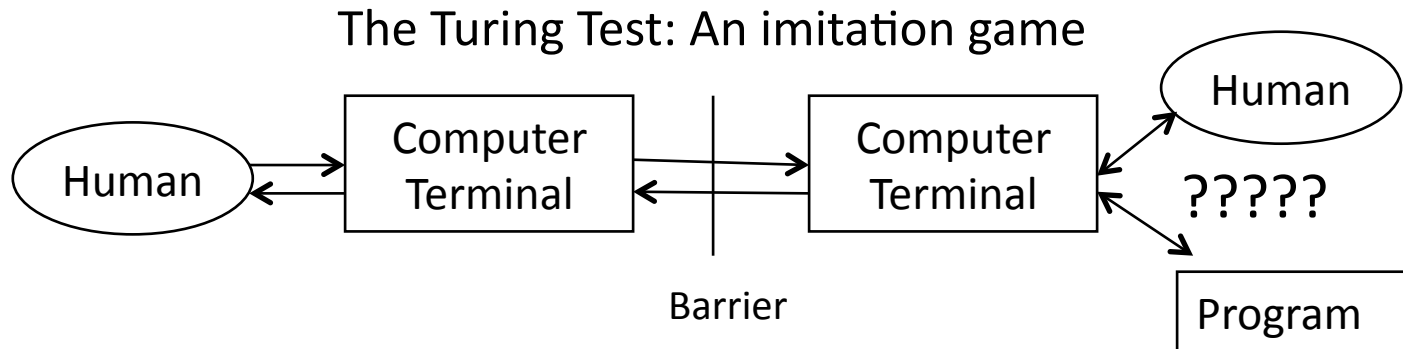 The Turing Test: An imitation game
Human
Computer
Terminal
Computer
Terminal
Human
?????
Program
Barrier